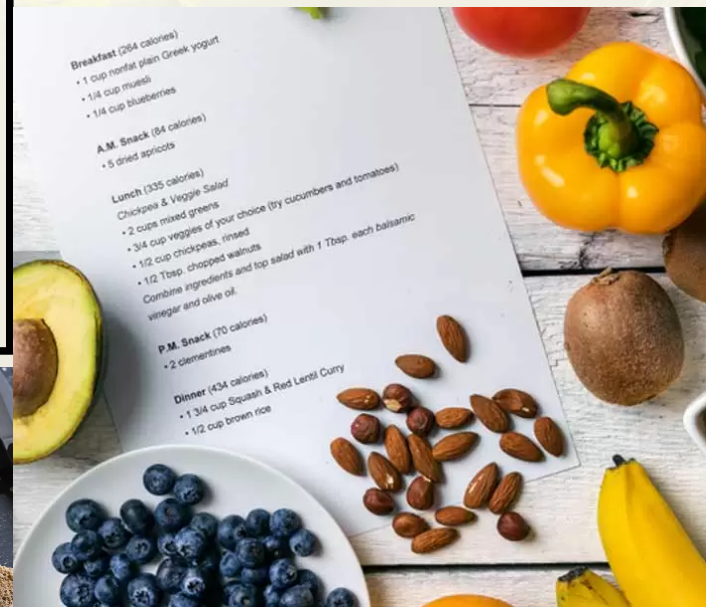 Breakfast (264 calories)
• 1 cup nonfat plain Greek yogurt
• 1/4 cup muesli
• 1/4 cup blueberries
A.M. Snack (84 calories)
• 5 dried apricots
Lunch (335 calories)
Chickpea & Veggie Salad
• 2 cups mixed greens
• 3/4 cup veggies of your choice (try cucumbers and tomatoes)
• 1/2 cup chickpeas, rinsed
• 1/2 Tbsp. chopped walnuts
Combine ingredients and top salad with 1 Tbsp. each balsamic
vinegar and olive oil.
P.M. Snack (70 calories)
• 2 clementines
Dinner (434 calories)
• 1 3/4 cup Squash & Red Lentil Curry
• 1/2 cup brown rice